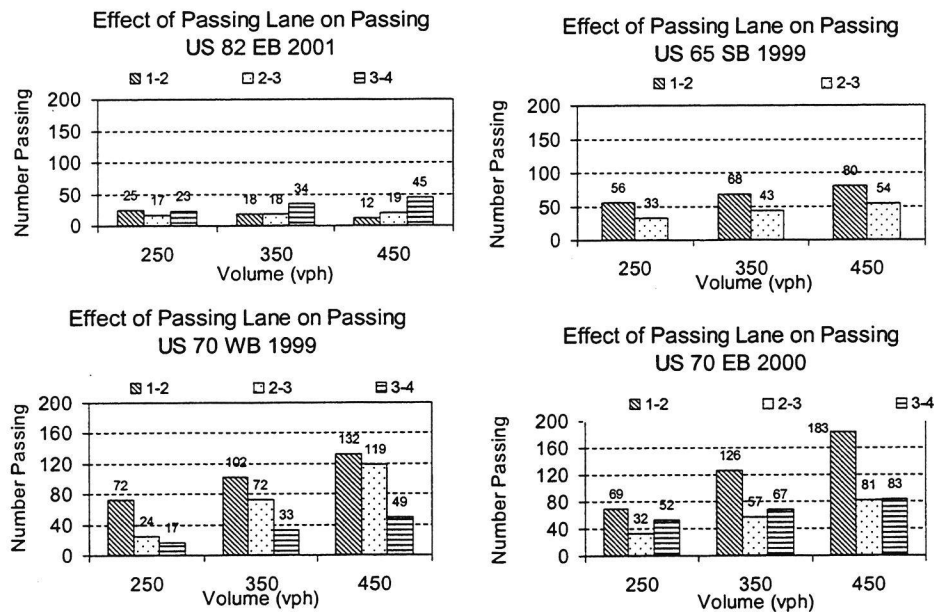 Effect of Passing Lane on Passing
US 82 EB 2001
1-2 2-3 3-4
Number Passing
200
150
100
50
0
25 17 23
18 18 34
12 19 45
250 350 450
Volume (vph)
Effect of Passing Lane on Passing
US 65 SB 1999
1-2 2-3
Number Passing
200
150
100
50
0
56 33
68 43
80 54
250 350 450
Volume (vph)
Effect of Passing Lane on Passing
US 70 WB 1999
1-2 2-3 3-4
Number Passing
200
160
120
80
40
0
72 24 17
102 72 33
132 119 49
250 350 450
Volume (vph)
Effect of Passing Lane on Passing
US 70 EB 2000
1-2 2-3 3-4
Number Passing
200
160
120
80
40
0
69 32 52
126 57 67
183 81 83
250 350 450
Volume (vph)